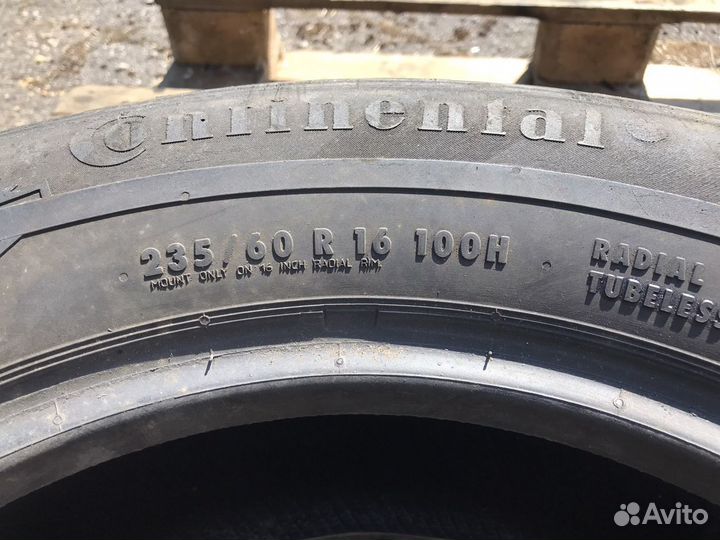 Continental
235/60 R 16 100H
MOUNT ONLY ON 16 INCH RADIAL RIM.
RADIAL
TUBELESS
Avito